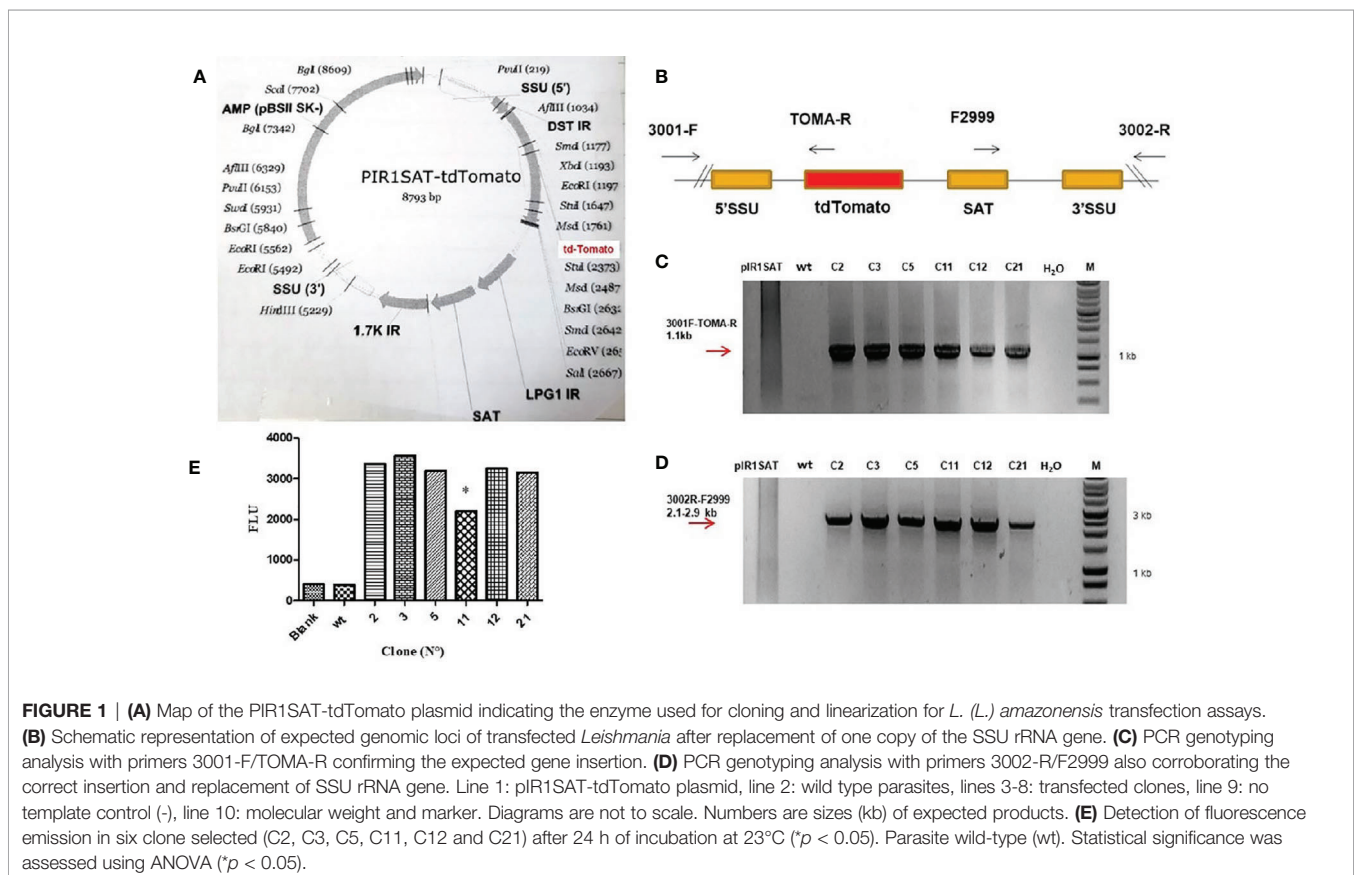 A
BglI (8609)
ScaI (7702)
AMP (pBSII SK-)
BglI (7342)
AflIII (6329)
PvuII (6153)
SwaI (5931)
BsrGI (5840)
EcoRI (5562)
EcoRI (5492)
SSU (3')
HindIII (5229)
1.7K IR
SAT
LPG1 IR
PIR1SAT-tdTomato
8793 bp
PvuII (219)
SSU (5')
AflIII (1034)
DST IR
SmaI (1177)
XbaI (1193)
EcoRI (1197
StuI (1647)
MscI (1761)
td-Tomato
StuI (2373)
MscI (2487
BsrGI (263
SmaI (2642
EcoRV (26
SalI (2667)
B
3001-F
TOMA-R
F2999
3002-R
5'SSU
tdTomato
SAT
3'SSU
C
pIR1SAT wt C2 C3 C5 C11 C12 C21 H₂O M
3001F-TOMA-R
1.1kb
1 kb
D
pIR1SAT wt C2 C3 C5 C11 C12 C21 H₂O M
3002R-F2999
2.1-2.9 kb
3 kb
1 kb
E
4000
3000
2000
1000
0
FLU
*
Blank wt 2 3 5 11 12 21
Clone (N°)
FIGURE 1 | (A) Map of the PIR1SAT-tdTomato plasmid indicating the enzyme used for cloning and linearization for L. (L.) amazonensis transfection assays.
(B) Schematic representation of expected genomic loci of transfected Leishmania after replacement of one copy of the SSU rRNA gene. (C) PCR genotyping
analysis with primers 3001-F/TOMA-R confirming the expected gene insertion. (D) PCR genotyping analysis with primers 3002-R/F2999 also corroborating the
correct insertion and replacement of SSU rRNA gene. Line 1: pIR1SAT-tdTomato plasmid, line 2: wild type parasites, lines 3-8: transfected clones, line 9: no
template control (-), line 10: molecular weight and marker. Diagrams are not to scale. Numbers are sizes (kb) of expected products. (E) Detection of fluorescence
emission in six clone selected (C2, C3, C5, C11, C12 and C21) after 24 h of incubation at 23°C (*p < 0.05). Parasite wild-type (wt). Statistical significance was
assessed using ANOVA (*p < 0.05).